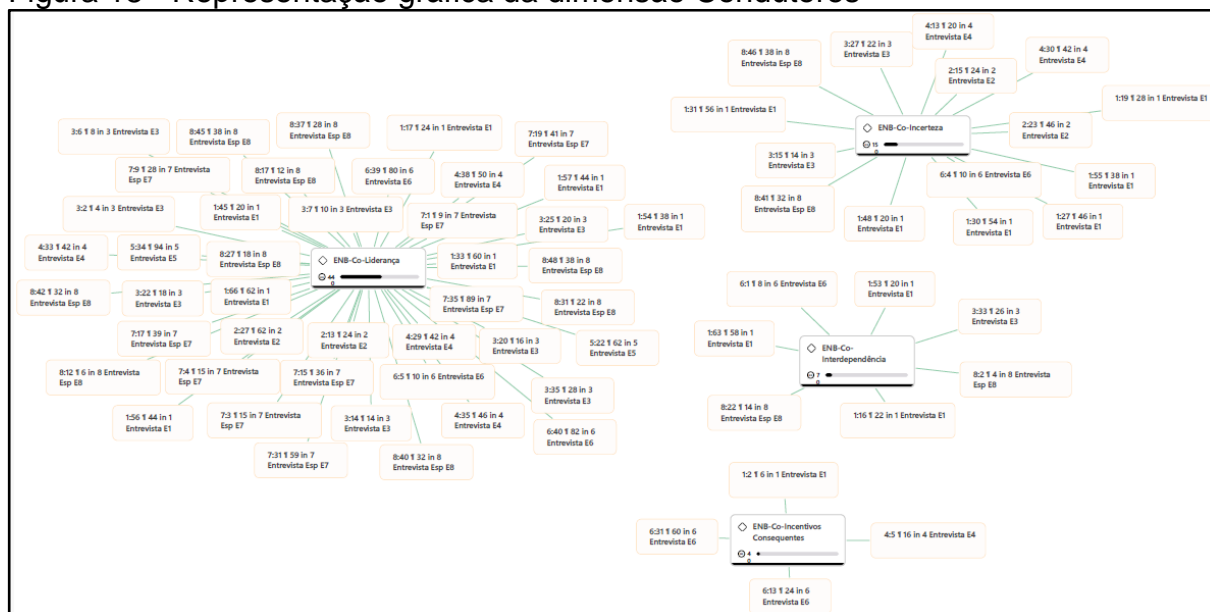 Figura 13 - Representação gráfica da dimensão Condutores
3:6 ¶ 8 in 3 Entrevista E3
8:45 ¶ 38 in 8
Entrevista Esp E8
8:37 ¶ 28 in 8
Entrevista Esp E8
1:17 ¶ 24 in 1 Entrevista E1
7:19 ¶ 41 in 7
Entrevista Esp E7
7:9 ¶ 28 in 7 Entrevista
Esp E7
8:17 ¶ 12 in 8
Entrevista Esp E8
6:39 ¶ 80 in 6
Entrevista E6
4:38 ¶ 50 in 4
Entrevista E4
1:57 ¶ 44 in 1
Entrevista E1
3:2 ¶ 4 in 3 Entrevista E3
1:45 ¶ 20 in 1
Entrevista E1
3:7 ¶ 10 in 3 Entrevista E3
7:1 ¶ 9 in 7 Entrevista
Esp E7
3:25 ¶ 20 in 3
Entrevista E3
1:54 ¶ 38 in 1
Entrevista E1
4:33 ¶ 42 in 4
Entrevista E4
5:34 ¶ 94 in 5
Entrevista E5
8:27 ¶ 18 in 8
Entrevista Esp E8
ENB-Co-Liderança
44
0
1:33 ¶ 60 in 1
Entrevista E1
8:48 ¶ 38 in 8
Entrevista Esp E8
8:42 ¶ 32 in 8
Entrevista Esp E8
3:22 ¶ 18 in 3
Entrevista E3
1:66 ¶ 62 in 1
Entrevista E1
7:35 ¶ 89 in 7
Entrevista Esp E7
8:31 ¶ 22 in 8
Entrevista Esp E8
7:17 ¶ 39 in 7
Entrevista Esp E7
2:27 ¶ 62 in 2
Entrevista E2
2:13 ¶ 24 in 2
Entrevista E2
4:29 ¶ 42 in 4
Entrevista E4
3:20 ¶ 16 in 3
Entrevista E3
5:22 ¶ 62 in 5
Entrevista E5
8:12 ¶ 6 in 8 Entrevista
Esp E8
7:4 ¶ 15 in 7 Entrevista
Esp E7
7:15 ¶ 36 in 7
Entrevista Esp E7
6:5 ¶ 10 in 6 Entrevista E6
3:35 ¶ 28 in 3
Entrevista E3
1:56 ¶ 44 in 1
Entrevista E1
7:3 ¶ 15 in 7 Entrevista
Esp E7
3:14 ¶ 14 in 3
Entrevista E3
4:35 ¶ 46 in 4
Entrevista E4
6:40 ¶ 82 in 6
Entrevista E6
7:31 ¶ 59 in 7
Entrevista Esp E7
8:40 ¶ 32 in 8
Entrevista Esp E8
4:13 ¶ 20 in 4
Entrevista E4
8:46 ¶ 38 in 8
Entrevista Esp E8
3:27 ¶ 22 in 3
Entrevista E3
4:30 ¶ 42 in 4
Entrevista E4
2:15 ¶ 24 in 2
Entrevista E2
1:31 ¶ 56 in 1 Entrevista E1
1:19 ¶ 28 in 1 Entrevista E1
ENB-Co-Incerteza
15
0
2:23 ¶ 46 in 2
Entrevista E2
3:15 ¶ 14 in 3
Entrevista E3
6:4 ¶ 10 in 6 Entrevista E6
1:55 ¶ 38 in 1
Entrevista E1
8:41 ¶ 32 in 8
Entrevista Esp E8
1:48 ¶ 20 in 1
Entrevista E1
1:30 ¶ 54 in 1
Entrevista E1
1:27 ¶ 46 in 1
Entrevista E1
6:1 ¶ 8 in 6 Entrevista E6
1:53 ¶ 20 in 1
Entrevista E1
3:33 ¶ 26 in 3
Entrevista E3
1:63 ¶ 58 in 1
Entrevista E1
ENB-Co-
Interdependência
7
0
8:2 ¶ 4 in 8 Entrevista
Esp E8
8:22 ¶ 14 in 8
Entrevista Esp E8
1:16 ¶ 22 in 1 Entrevista E1
1:2 ¶ 6 in 1 Entrevista E1
6:31 ¶ 60 in 6
Entrevista E6
ENB-Co-Incentivos
Consequentes
4
0
4:5 ¶ 16 in 4 Entrevista E4
6:13 ¶ 24 in 6
Entrevista E6